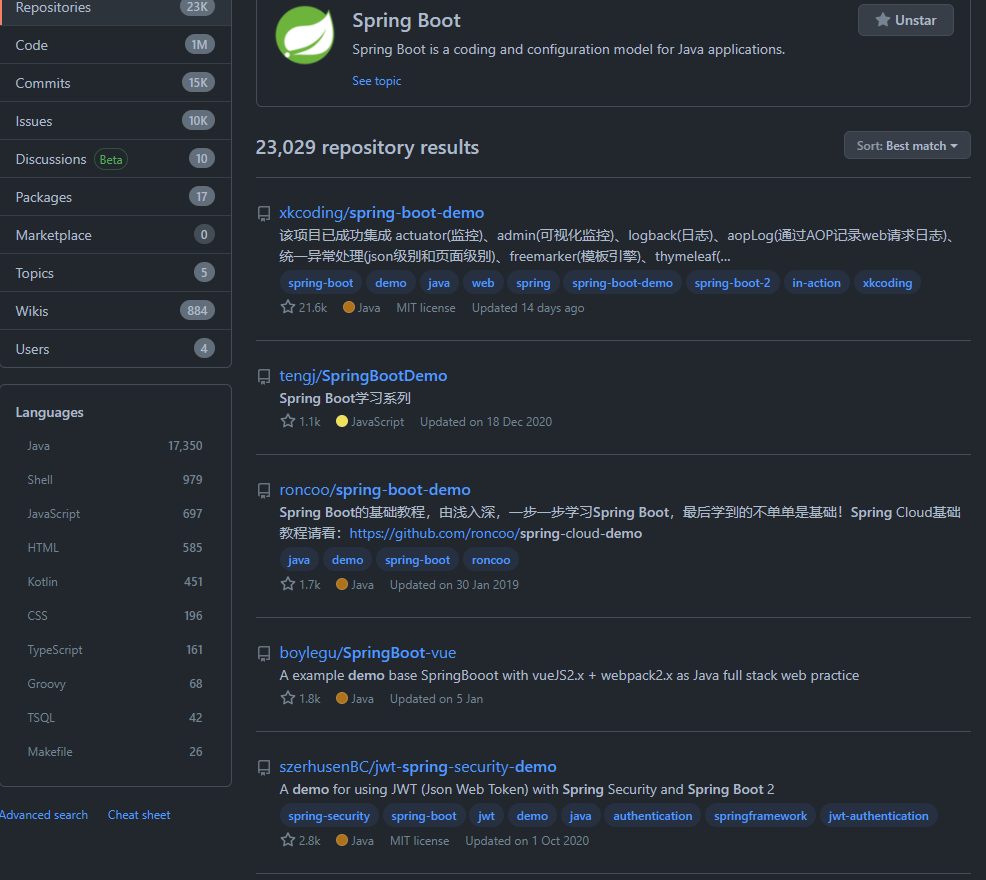 Repositories 23K
Code 1M
Commits 15K
Issues 10K
Discussions Beta 10
Packages 17
Marketplace 0
Topics 5
Wikis 884
Users 4
Languages
Java 17,350
Shell 979
JavaScript 697
HTML 585
Kotlin 451
CSS 196
TypeScript 161
Groovy 68
TSQL 42
Makefile 26
Advanced search Cheat sheet
Spring Boot
Unstar
Spring Boot is a coding and configuration model for Java applications.
See topic
23,029 repository results
Sort: Best match
xkcoding/spring-boot-demo
该项目已成功集成 actuator(监控)、admin(可视化监控)、logback(日志)、aopLog(通过AOP记录web请求日志)、
统一异常处理(json级别和页面级别)、freemarker(模板引擎)、thymeleaf(...
spring-boot demo java web spring spring-boot-demo spring-boot-2 in-action xkcoding
21.6k Java MIT license Updated 14 days ago
tengj/SpringBootDemo
Spring Boot学习系列
1.1k JavaScript Updated on 18 Dec 2020
roncoo/spring-boot-demo
Spring Boot的基础教程，由浅入深，一步一步学习Spring Boot，最后学到的不单单是基础！Spring Cloud基础
教程请看：https://github.com/roncoo/spring-cloud-demo
java demo spring-boot roncoo
1.7k Java Updated on 30 Jan 2019
boylegu/SpringBoot-vue
A example demo base SpringBooot with vueJS2.x + webpack2.x as Java full stack web practice
1.8k Java Updated on 5 Jan
szerhusenBC/jwt-spring-security-demo
A demo for using JWT (Json Web Token) with Spring Security and Spring Boot 2
spring-security spring-boot jwt demo java authentication springframework jwt-authentication
2.8k Java MIT license Updated on 1 Oct 2020